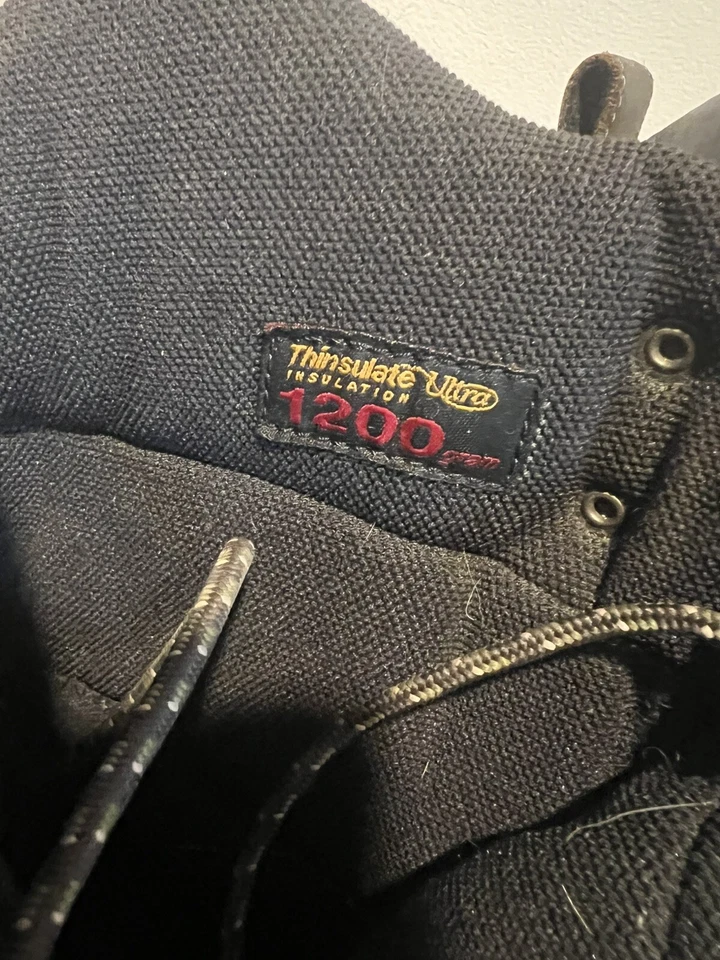 Thinsulate Ultra
INSULATION
1200 gram